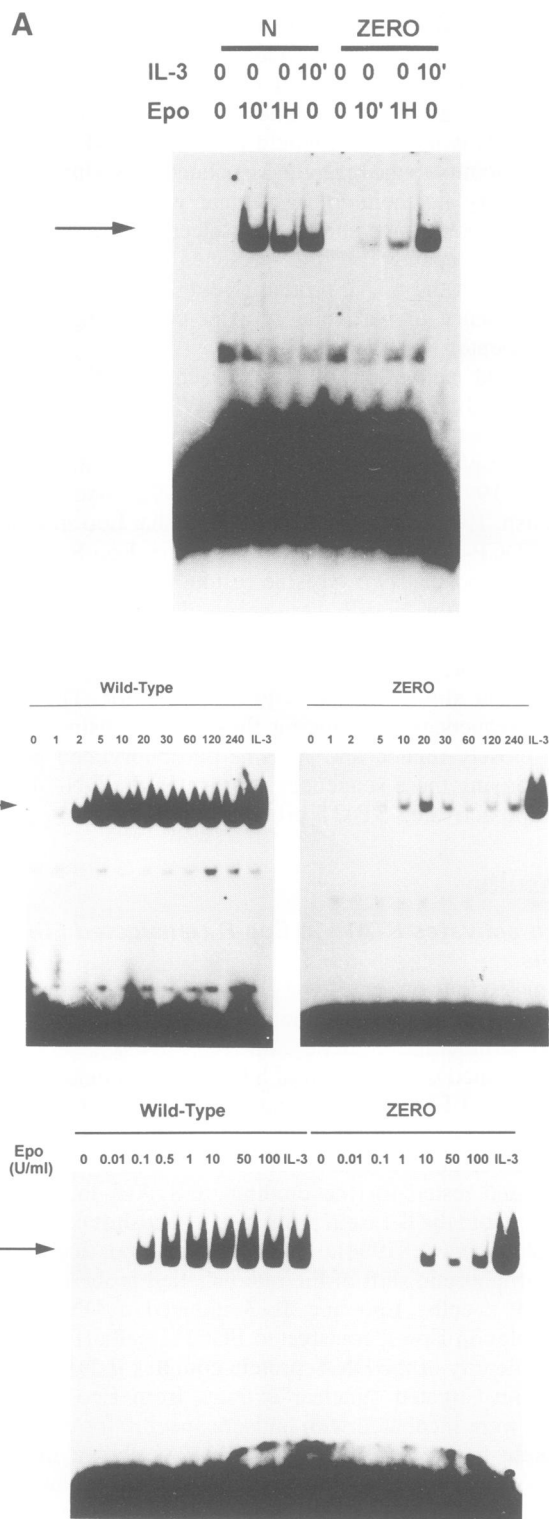 A
N ZERO
IL-3 0 0 0 10' 0 0 0 10'
Epo 0 10' 1H 0 0 10' 1H 0
Wild-Type ZERO
0 1 2 5 10 20 30 60 120 240 IL-3 0 1 2 5 10 20 30 60 120 240 IL-3
Wild-Type ZERO
Epo (U/ml) 0 0.01 0.1 0.5 1 10 50 100 IL-3 0 0.01 0.1 1 10 50 100 IL-3